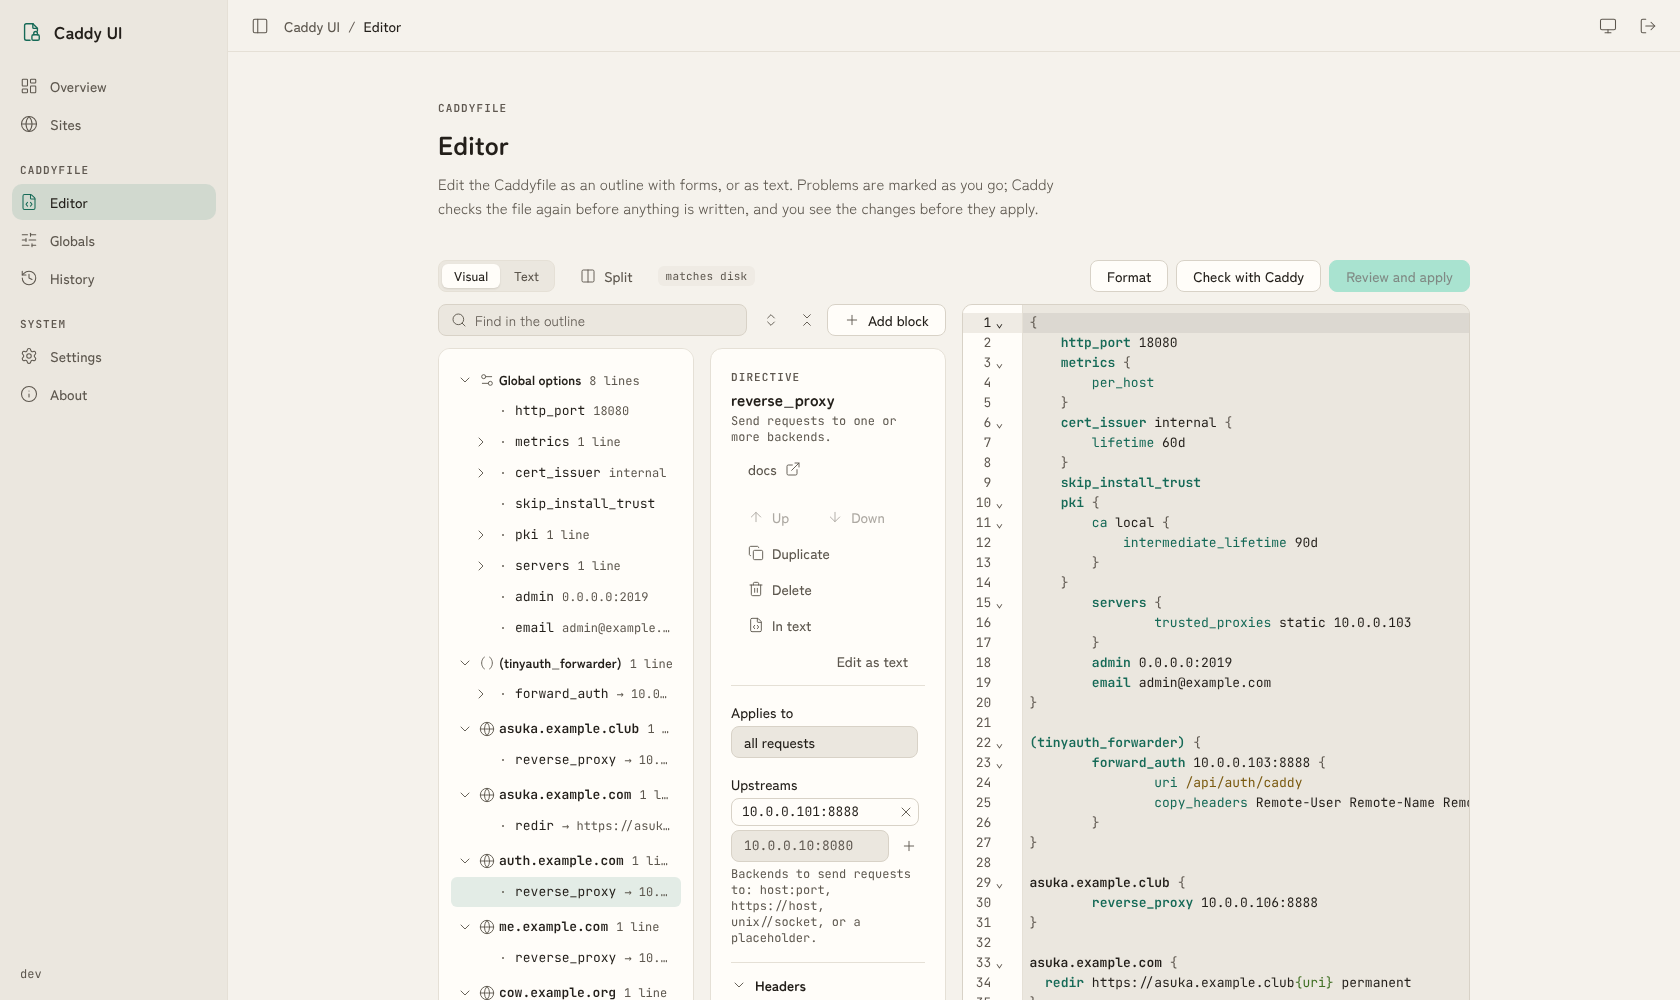 Caddy UI
Overview
Sites
CADDYFILE
Editor
Globals
History
SYSTEM
Settings
About
dev
Caddy UI / Editor
CADDYFILE
Editor
Edit the Caddyfile as an outline with forms, or as text. Problems are marked as you go; Caddy
checks the file again before anything is written, and you see the changes before they apply.
Visual Text Split matches disk
Format Check with Caddy Review and apply
Find in the outline
Add block
Global options 8 lines
· http_port 18080
· metrics 1 line
· cert_issuer internal
· skip_install_trust
· pki 1 line
· servers 1 line
· admin 0.0.0.0:2019
· email admin@example.…
() (tinyauth_forwarder) 1 line
· forward_auth → 10.0…
asuka.example.club 1 …
· reverse_proxy → 10.…
asuka.example.com 1 l…
· redir → https://asuk…
auth.example.com 1 li…
· reverse_proxy → 10.…
me.example.com 1 line
· reverse_proxy → 10.…
cow.example.org 1 line
DIRECTIVE
reverse_proxy
Send requests to one or
more backends.
docs
Up Down
Duplicate
Delete
In text
Edit as text
Applies to
all requests
Upstreams
10.0.0.101:8888
10.0.0.10:8080
Backends to send requests
to: host:port,
https://host,
unix//socket, or a
placeholder.
Headers
1 {
2 http_port 18080
3 metrics {
4 per_host
5 }
6 cert_issuer internal {
7 lifetime 60d
8 }
9 skip_install_trust
10 pki {
11 ca local {
12 intermediate_lifetime 90d
13 }
14 }
15 servers {
16 trusted_proxies static 10.0.0.103
17 }
18 admin 0.0.0.0:2019
19 email admin@example.com
20 }
21
22 (tinyauth_forwarder) {
23 forward_auth 10.0.0.103:8888 {
24 uri /api/auth/caddy
25 copy_headers Remote-User Remote-Name Remo
26 }
27 }
28
29 asuka.example.club {
30 reverse_proxy 10.0.0.106:8888
31 }
32
33 asuka.example.com {
34 redir https://asuka.example.club{uri} permanent